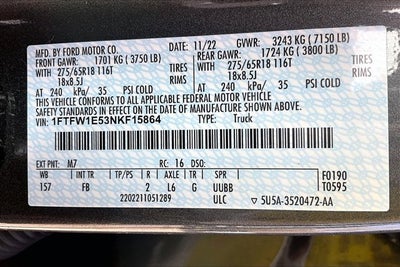 MFD. BY FORD MOTOR CO. DATE: 11/22 GVWR: 3243 KG ( 7150 LB)
FRONT GAWR: 1701 KG ( 3750 LB) REAR GAWR: 1724 KG ( 3800 LB)
WITH WITH
275/65R18 116T TIRES 275/65R18 116T TIRES
18x8.5J RIMS 18x8.5J RIMS
AT 240 kPa/ 35 PSI COLD AT 240 kPa/ 35 PSI COLD
THIS VEHICLE CONFORMS TO ALL APPLICABLE FEDERAL MOTOR VEHICLE
SAFETY STANDARDS IN EFFECT ON THE DATE OF MANUFACTURE SHOWN ABOVE.
VIN: 1FTFW1E53NKF15864 TYPE: Truck
EXT PNT: M7 RC: 16 DSO:
WB INT TR TP/PS R AXLE TR SPR
157 FB 2 L6 G UUBB
2202211051289 ULC
F0190
T0595
5U5A-3520472-AA